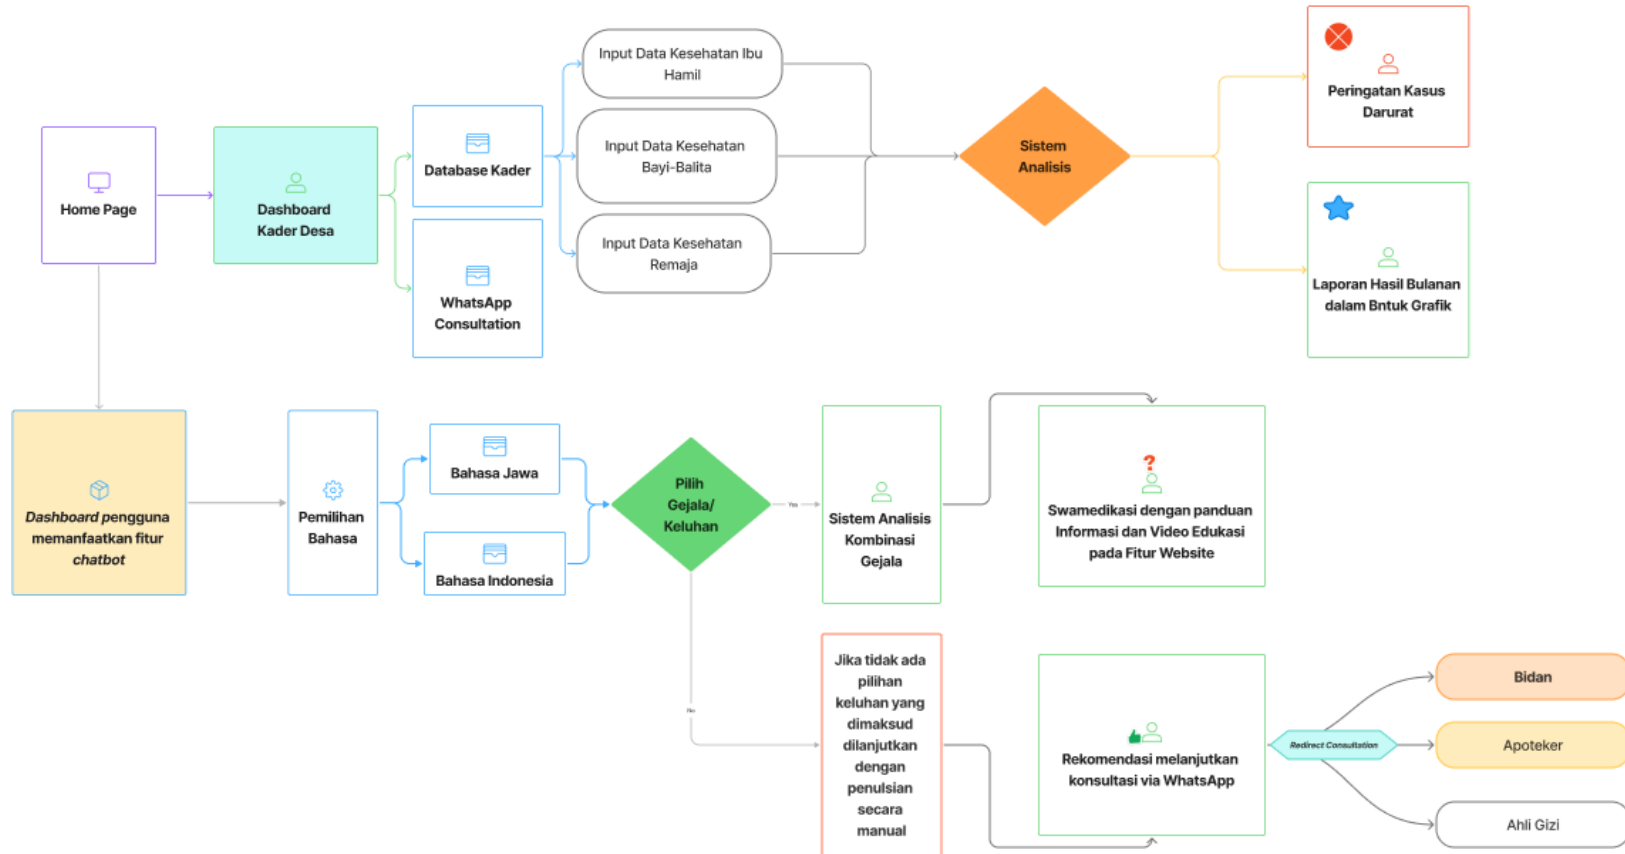 Home Page
Dashboard
Kader Desa
Database Kader
WhatsApp
Consultation
Input Data Kesehatan Ibu
Hamil
Input Data Kesehatan
Bayi-Balita
Input Data Kesehatan
Remaja
Sistem
Analisis
Peringatan Kasus
Darurat
Laporan Hasil Bulanan
dalam Bntuk Grafik
Dashboard pengguna
memanfaatkan fitur
chatbot
Pemilihan
Bahasa
Bahasa Jawa
Bahasa Indonesia
Pilih
Gejala/
Keluhan
Yes
No
Sistem Analisis
Kombinasi
Gejala
?
Swamedikasi dengan panduan
Informasi dan Video Edukasi
pada Fitur Website
Jika tidak ada
pilihan
keluhan yang
dimaksud
dilanjutkan
dengan
penulsian
secara
manual
Rekomendasi melanjutkan
konsultasi via WhatsApp
Redirect Consultation
Bidan
Apoteker
Ahli Gizi